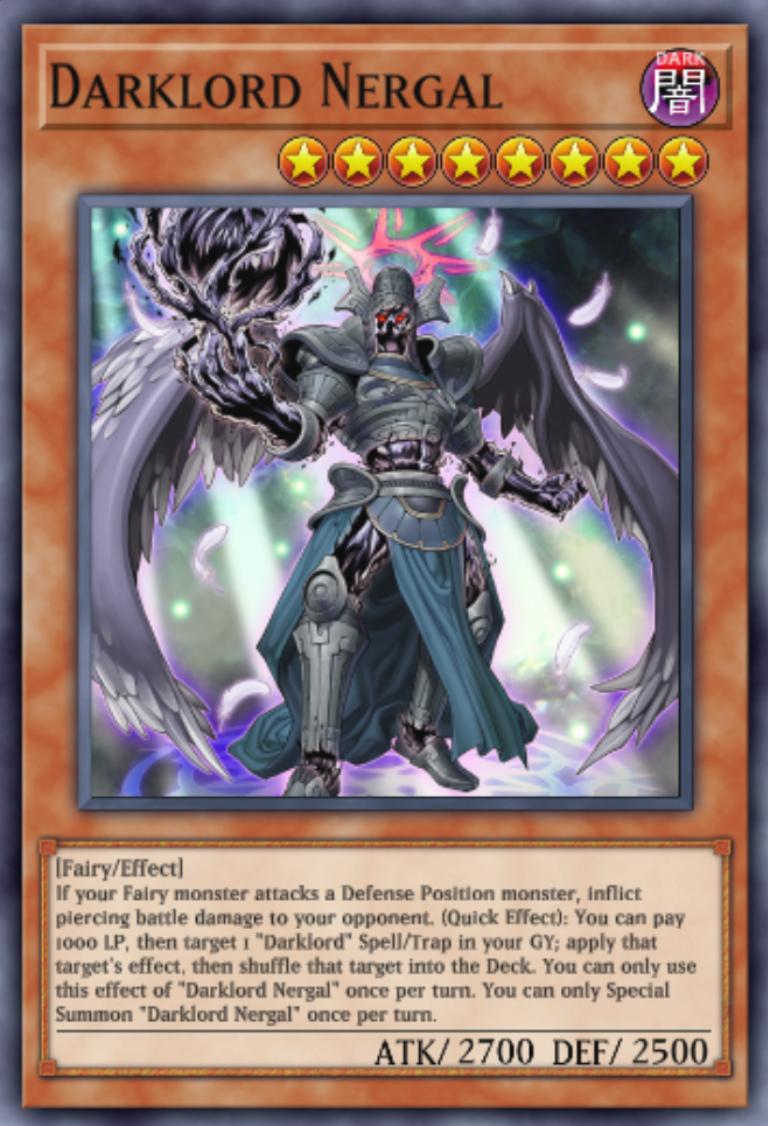 Darklord Nergal
DARK
闇
[Fairy/Effect]
If your Fairy monster attacks a Defense Position monster, inflict
piercing battle damage to your opponent. (Quick Effect): You can pay
1000 LP, then target 1 "Darklord" Spell/Trap in your GY; apply that
target's effect, then shuffle that target into the Deck. You can only use
this effect of "Darklord Nergal" once per turn. You can only Special
Summon "Darklord Nergal" once per turn.
ATK/ 2700 DEF/ 2500